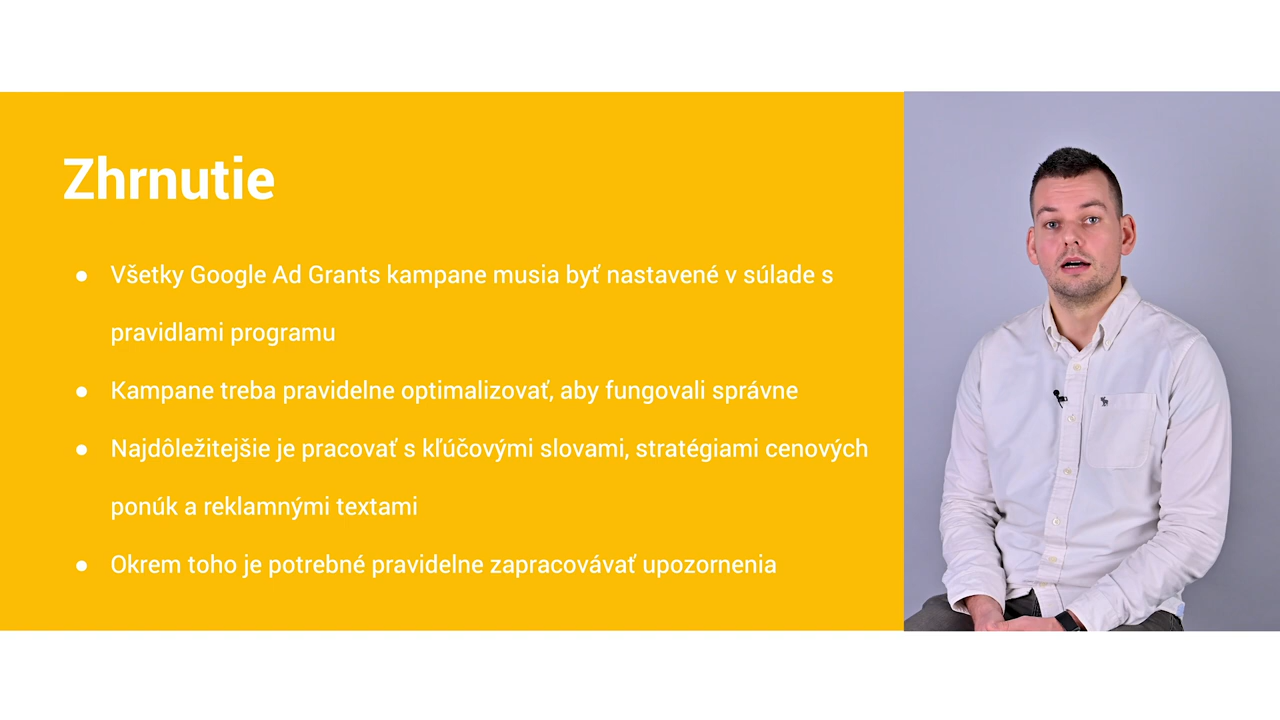 Zhrnutie
● Všetky Google Ad Grants kampane musia byť nastavené v súlade s
pravidlami programu
● Kampane treba pravidelne optimalizovať, aby fungovali správne
● Najdôležitejšie je pracovať s kľúčovými slovami, stratégiami cenových
ponúk a reklamnými textami
● Okrem toho je potrebné pravidelne zapracovávať upozornenia